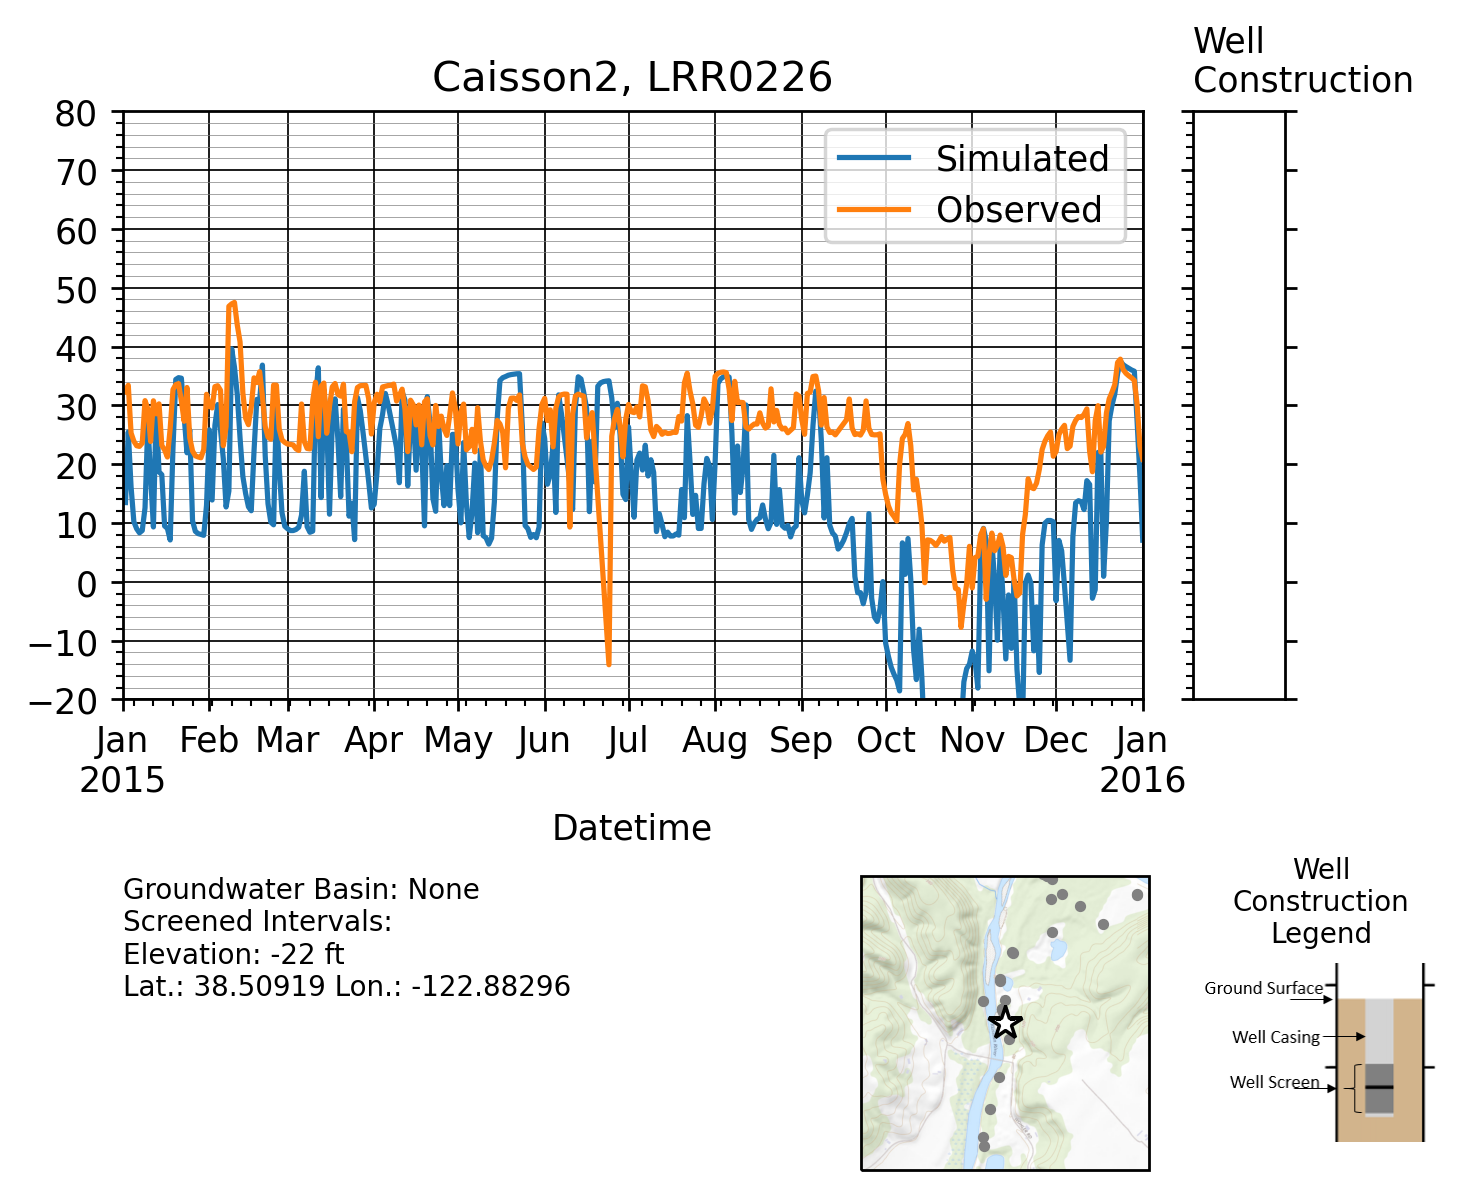 Well
Construction
Caisson2, LRR0226
80
70
60
50
40
30
20
10
0
−10
−20
Simulated
Observed
Jan
2015
Feb
Mar
Apr
May
Jun
Jul
Aug
Sep
Oct
Nov
Dec
Jan
2016
Datetime
Groundwater Basin: None
Screened Intervals:
Elevation: -22 ft
Lat.: 38.50919 Lon.: -122.88296
Well
Construction
Legend
Ground Surface
Well Casing
Well Screen